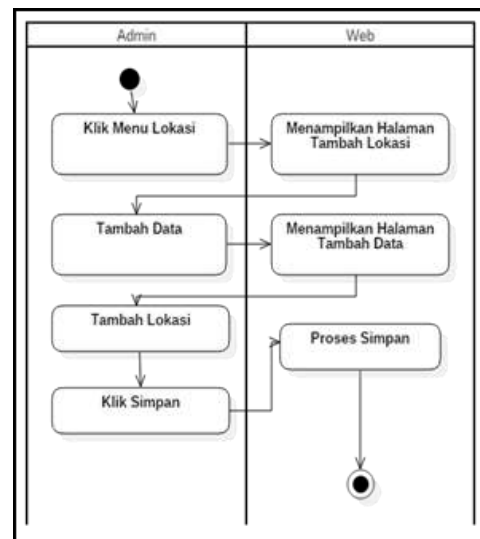 Admin
Web
Klik Menu Lokasi
Menampilkan Halaman
Tambah Lokasi
Tambah Data
Menampilkan Halaman
Tambah Data
Tambah Lokasi
Proses Simpan
Klik Simpan